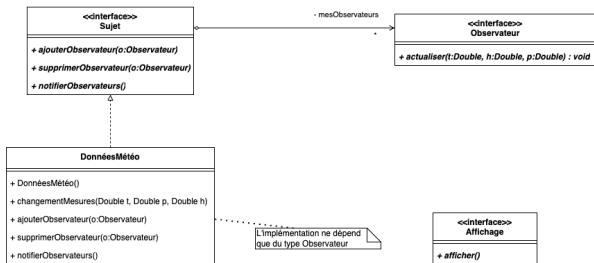 <<interface>>
Sujet
+ ajouterObservateur(o:Observateur)
+ supprimerObservateur(o:Observateur)
+ notifierObservateurs()
- mesObservateurs
*
<<interface>>
Observateur
+ actualiser(t:Double, h:Double, p:Double) : void
DonnéesMétéo
+ DonnéesMétéo()
+ changementMesures(Double t, Double p, Double h)
+ ajouterObservateur(o:Observateur)
+ supprimerObservateur(o:Observateur)
+ notifierObservateurs()
L'implémentation ne dépend
que du type Observateur
<<interface>>
Affichage
+ afficher()